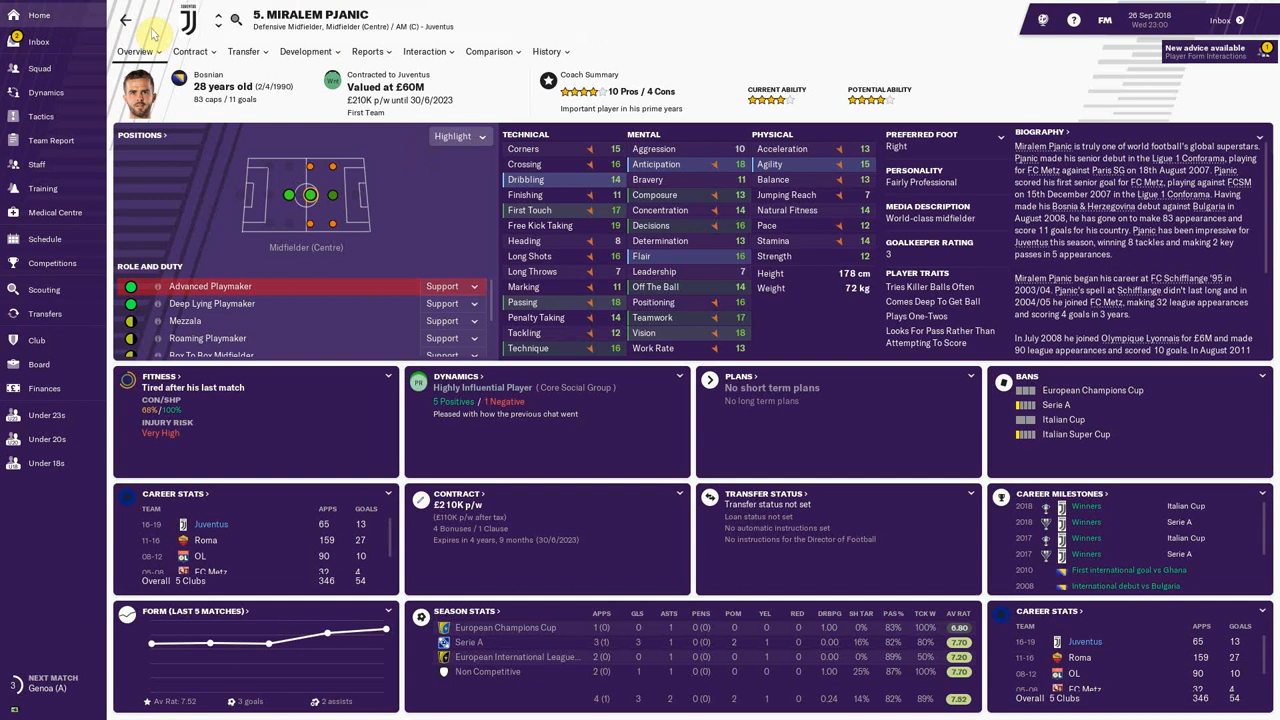 Home
2
Inbox
Squad
Dynamics
Tactics
Team Report
Staff
Training
Medical Centre
Schedule
Competitions
Scouting
Transfers
Club
Board
Finances
Under 23s
Under 20s
Under 18s
3
NEXT MATCH
Genoa (A)
5. MIRALEM PJANIC
Defensive Midfielder, Midfielder (Centre) / AM (C) - Juventus
? FM
26 Sep 2018
Wed 23:00
Inbox
New advice available
Player Form Interactions
Overview Contract Transfer Development Reports Interaction Comparison History
Bosnian
28 years old (2/4/1990)
83 caps / 11 goals
Wnt
Contracted to Juventus
Valued at £60M
£210K p/w until 30/6/2023
First Team
Coach Summary
10 Pros / 4 Cons
Important player in his prime years
CURRENT ABILITY
POTENTIAL ABILITY
POSITIONS
Highlight
Midfielder (Centre)
ROLE AND DUTY
Advanced Playmaker Support
Deep Lying Playmaker Support
Mezzala Support
Roaming Playmaker Support
Box To Box Midfielder Support
TECHNICAL
Corners 15
Crossing 16
Dribbling 14
Finishing 11
First Touch 17
Free Kick Taking 19
Heading 8
Long Shots 16
Long Throws 7
Marking 11
Passing 18
Penalty Taking 14
Tackling 12
Technique 16
MENTAL
Aggression 10
Anticipation 18
Bravery 11
Composure 13
Concentration 14
Decisions 16
Determination 13
Flair 16
Leadership 7
Off The Ball 14
Positioning 16
Teamwork 17
Vision 18
Work Rate 13
PHYSICAL
Acceleration 13
Agility 15
Balance 13
Jumping Reach 7
Natural Fitness 14
Pace 12
Stamina 14
Strength 12
Height 178 cm
Weight 72 kg
PREFERRED FOOT
Right
PERSONALITY
Fairly Professional
MEDIA DESCRIPTION
World-class midfielder
GOALKEEPER RATING
3
PLAYER TRAITS
Tries Killer Balls Often
Comes Deep To Get Ball
Plays One-Twos
Looks For Pass Rather Than
Attempting To Score
BIOGRAPHY
Miralem Pjanic is truly one of world football's global superstars.
Pjanic made his senior debut in the Ligue 1 Conforama, playing
for FC Metz against Paris SG on 18th August 2007. Pjanic
scored his first senior goal for FC Metz, playing against FCSM
on 15th December 2007 in the Ligue 1 Conforama. Having
made his Bosnia & Herzegovina debut against Bulgaria in
August 2008, he has gone on to make 83 appearances and
score 11 goals for his country. Pjanic has been impressive for
Juventus this season, winning 8 tackles and making 2 key
passes in 5 appearances.
Miralem Pjanic began his career at FC Schifflange '95 in
2003/04. Pjanic's spell at Schifflange didn't last long and in
2004/05 he joined FC Metz, making 32 league appearances
and scoring 4 goals in 3 years.
In July 2008 he joined Olympique Lyonnais for £6M and made
90 league appearances and scored 10 goals. In August 2011
FITNESS
Tired after his last match
CON/SHP
68%/100%
INJURY RISK
Very High
PR
DYNAMICS
Highly Influential Player ( Core Social Group )
5 Positives / 1 Negative
Pleased with how the previous chat went
PLANS
No short term plans
No long term plans
BANS
European Champions Cup
Serie A
Italian Cup
Italian Super Cup
CAREER STATS
TEAM APPS GOALS
16-19 Juventus 65 13
11-16 Roma 159 27
08-12 OL 90 10
05-08 FC Metz 32 4
Overall 5 Clubs 346 54
CONTRACT
£210K p/w
(£110K p/w after tax)
4 Bonuses / 1 Clause
Expires in 4 years, 9 months (30/6/2023)
TRANSFER STATUS
Transfer status not set
Loan status not set
No automatic instructions set
No instructions for the Director of Football
CAREER MILESTONES
2018 Winners Italian Cup
2018 Winners Serie A
2017 Winners Italian Cup
2017 Winners Serie A
2010 First international goal vs Ghana
2008 International debut vs Bulgaria
FORM (LAST 5 MATCHES)
Av Rat: 7.52 3 goals 2 assists
SEASON STATS APPS GLS ASTS PENS POM YEL RED DRBPG SH TAR PAS % TCK W AV RAT
European Champions Cup 1 (0) 0 1 0 (0) 0 0 0 1.00 0% 83% 100% 6.80
Serie A 3 (1) 3 1 0 (0) 2 1 0 0.00 16% 82% 80% 7.70
European International League... 2 (0) 0 0 0 (0) 0 1 0 0.00 0% 89% 50% 7.20
Non Competitive 2 (0) 1 1 0 (0) 0 0 0 1.00 25% 87% 100% 7.70
4 (1) 3 2 0 (0) 2 1 0 0.24 14% 82% 89% 7.52
CAREER STATS
TEAM APPS GOALS
16-19 Juventus 65 13
11-16 Roma 159 27
08-12 OL 90 10
05-08 FC Metz 32 4
Overall 5 Clubs 346 54